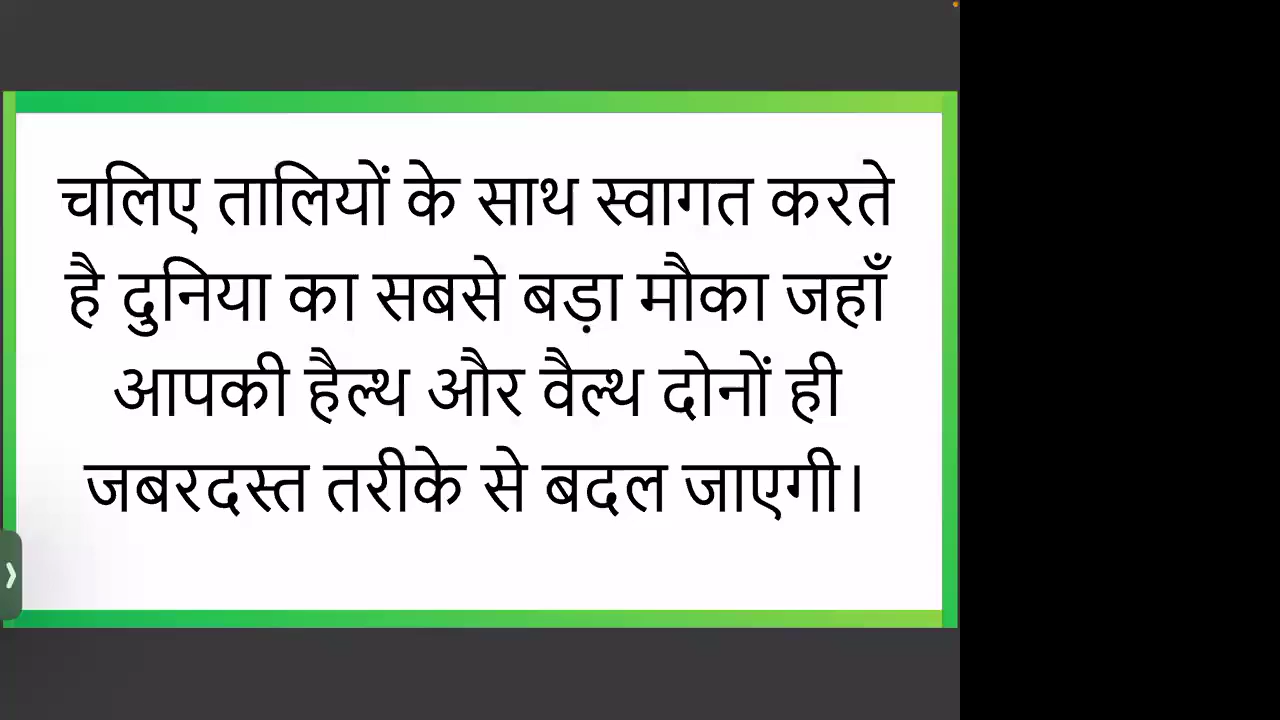 चलिए तालियों के साथ स्वागत करते
है दुनिया का सबसे बड़ा मौका जहाँ
आपकी हैल्थ और वैल्थ दोनों ही
जबरदस्त तरीके से बदल जाएगी।